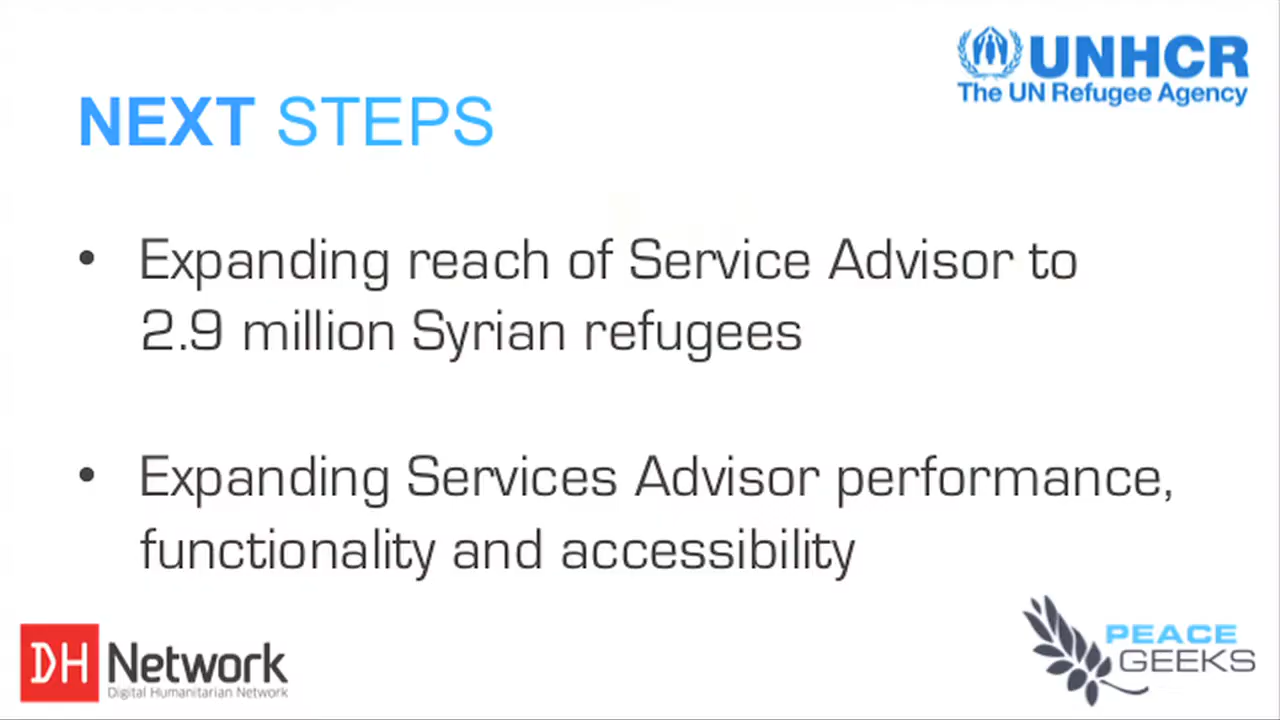 UNHCR
The UN Refugee Agency
NEXT STEPS
• Expanding reach of Service Advisor to
2.9 million Syrian refugees
• Expanding Services Advisor performance,
functionality and accessibility
DH Network
Digital Humanitarian Network
PEACE
GEEKS